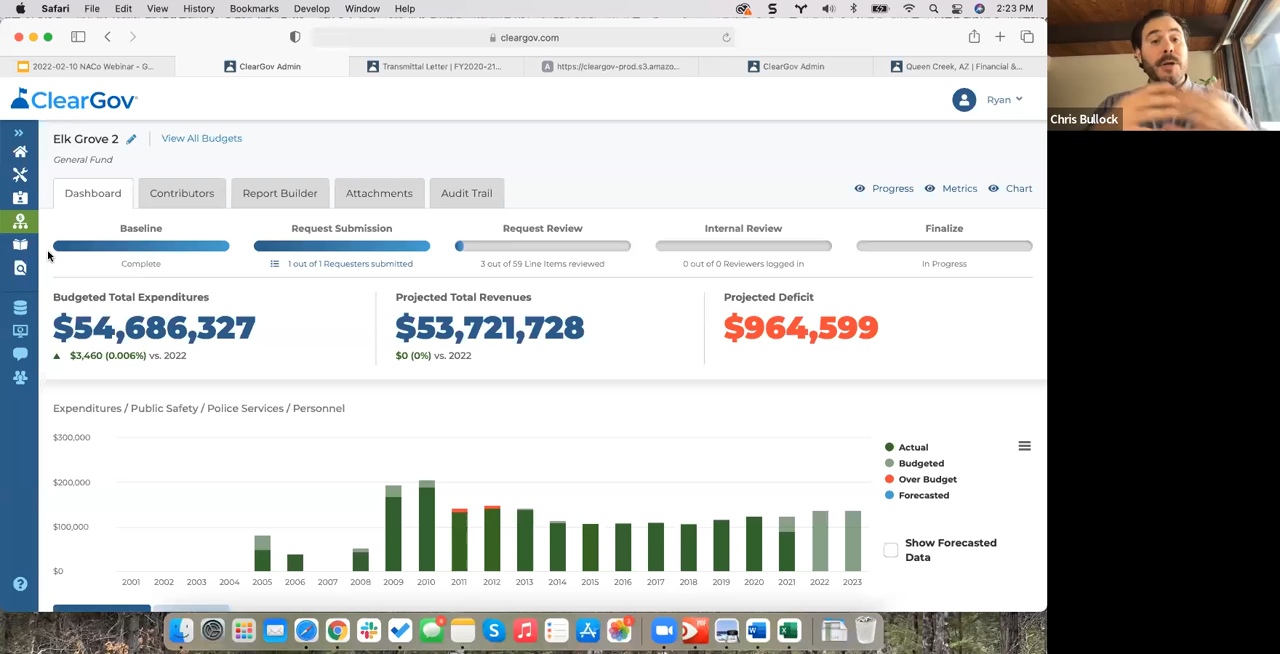 Safari File Edit View History Bookmarks Develop Window Help 2:23 PM
cleargov.com
2022-02-10 NACo Webinar - G... ClearGov Admin Transmittal Letter | FY2020-21... https://cleargov-prod.s3.amazo... ClearGov Admin Queen Creek, AZ | Financial &...
ClearGov Ryan
Chris Bullock
Elk Grove 2 View All Budgets
General Fund
Dashboard Contributors Report Builder Attachments Audit Trail Progress Metrics Chart
Baseline Request Submission Request Review Internal Review Finalize
Complete 1 out of 1 Requesters submitted 3 out of 59 Line Items reviewed 0 out of 0 Reviewers logged in In Progress
Budgeted Total Expenditures Projected Total Revenues Projected Deficit
$54,686,327 $53,721,728 $964,599
$3,460 (0.006%) vs. 2022 $0 (0%) vs. 2022
Expenditures / Public Safety / Police Services / Personnel
$300,000
$200,000
$100,000
$0
2001 2002 2003 2004 2005 2006 2007 2008 2009 2010 2011 2012 2013 2014 2015 2016 2017 2018 2019 2020 2021 2022 2023
Actual
Budgeted
Over Budget
Forecasted
Show Forecasted
Data